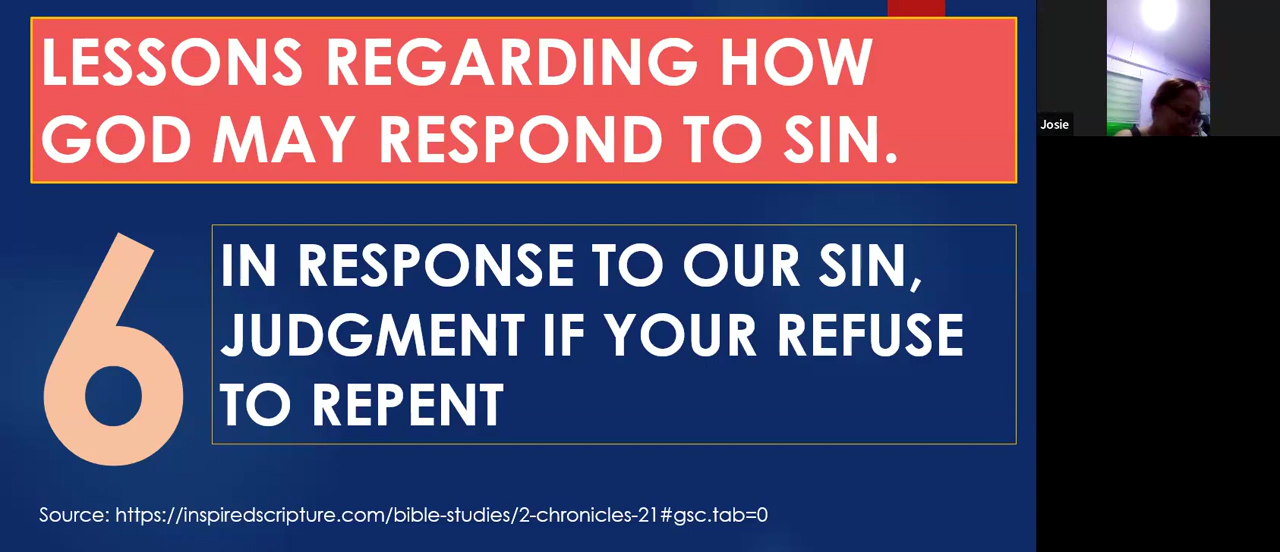 LESSONS REGARDING HOW
GOD MAY RESPOND TO SIN.
6
IN RESPONSE TO OUR SIN,
JUDGMENT IF YOUR REFUSE
TO REPENT
Source: https://inspiredscripture.com/bible-studies/2-chronicles-21#gsc.tab=0
Josie